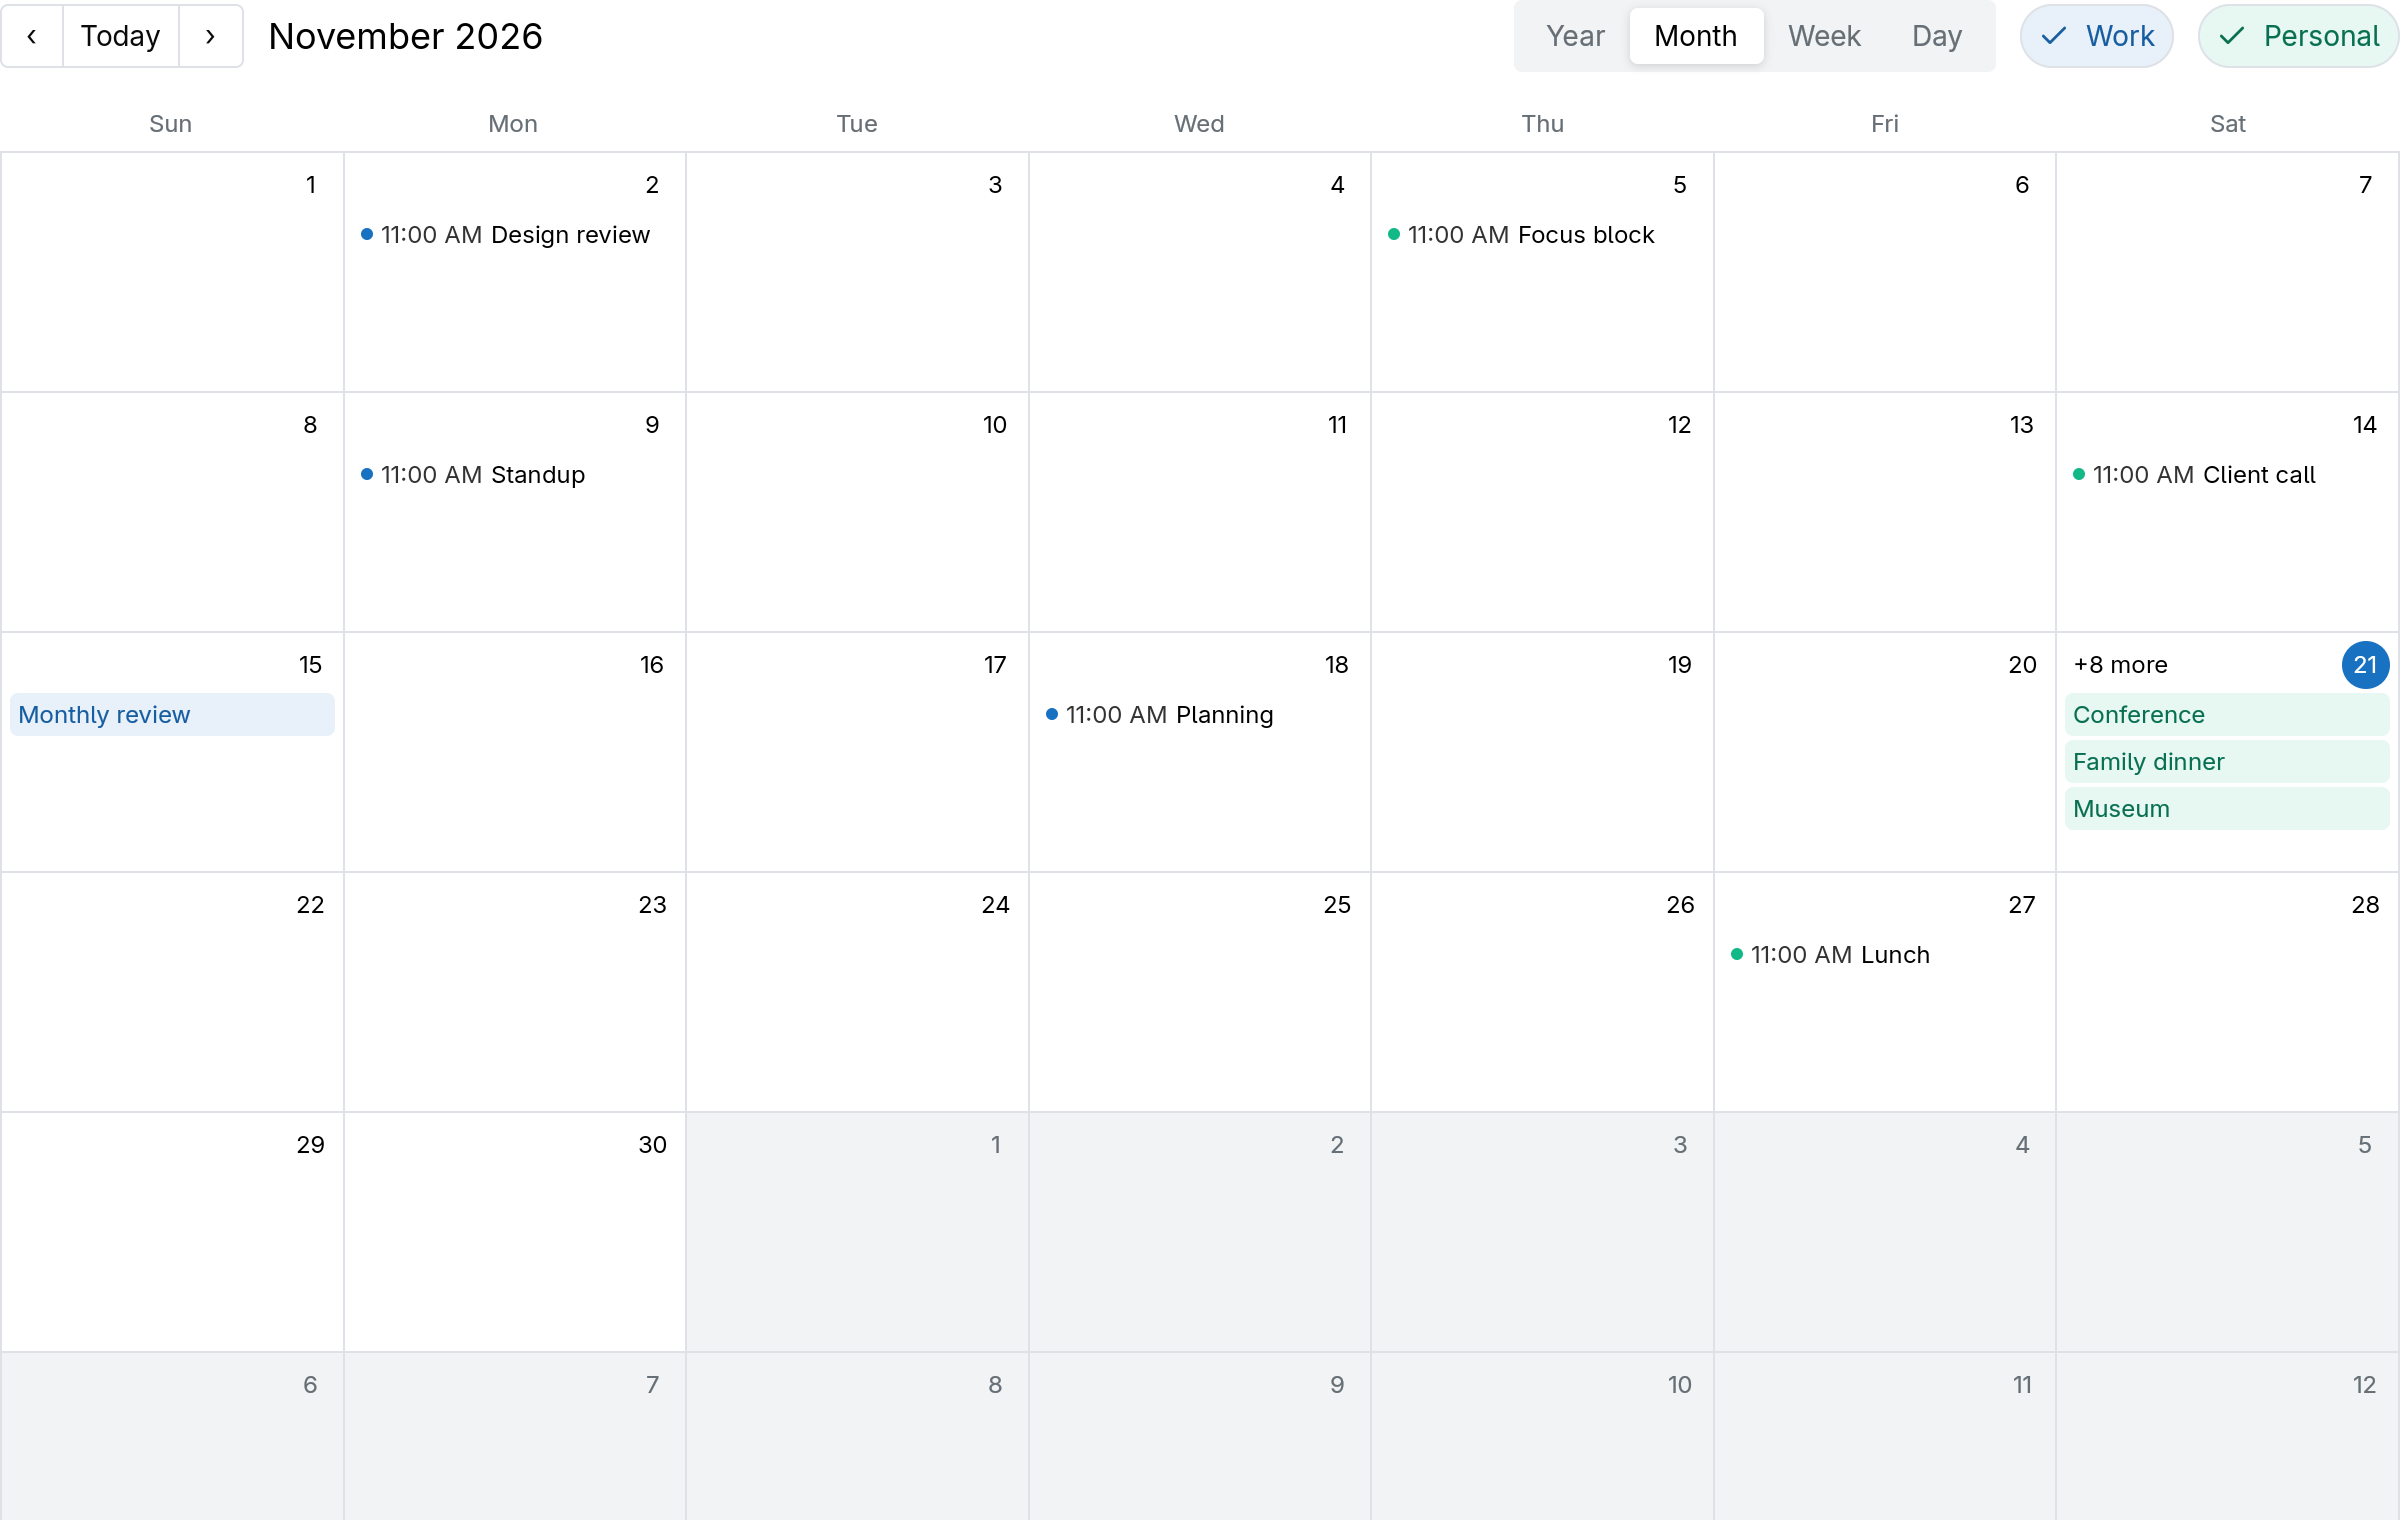 ‹ Today › November 2026 Year Month Week Day Work Personal
Sun Mon Tue Wed Thu Fri Sat
1 2 3 4 5 6 7
11:00 AM Design review 11:00 AM Focus block
8 9 10 11 12 13 14
11:00 AM Standup 11:00 AM Client call
15 16 17 18 19 20 +8 more 21
Monthly review 11:00 AM Planning Conference
Family dinner
Museum
22 23 24 25 26 27 28
11:00 AM Lunch
29 30 1 2 3 4 5
6 7 8 9 10 11 12